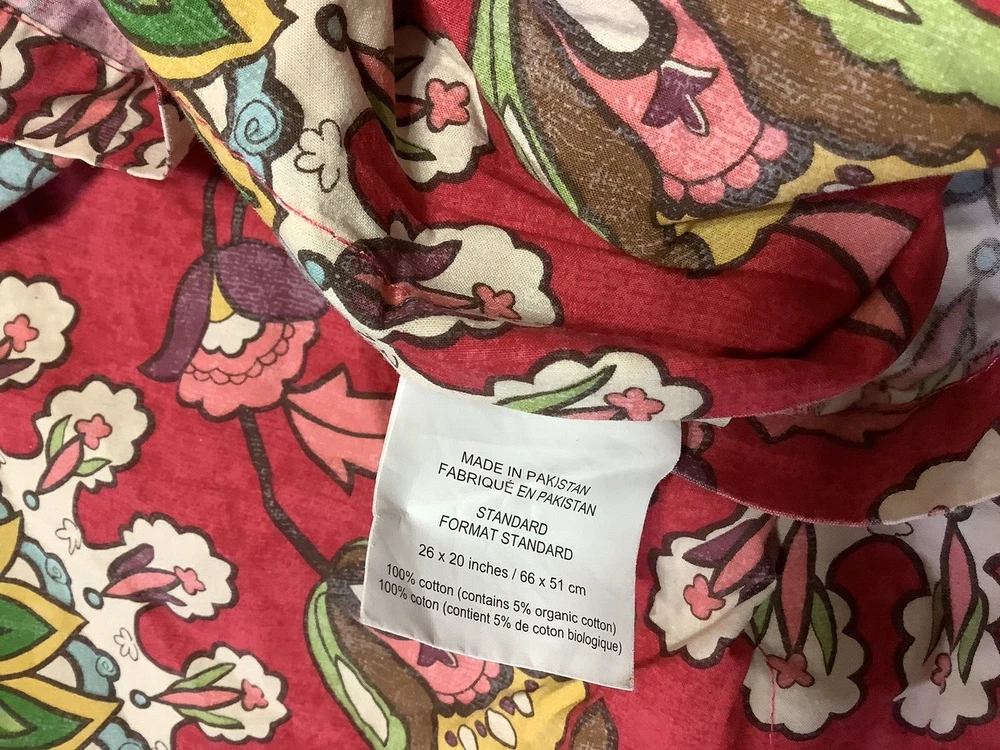 MADE IN PAKISTAN
FABRIQUÉ EN PAKISTAN
STANDARD
FORMAT STANDARD
26 x 20 inches / 66 x 51 cm
100% cotton (contains 5% organic cotton)
100% coton (contient 5% de coton biologique)